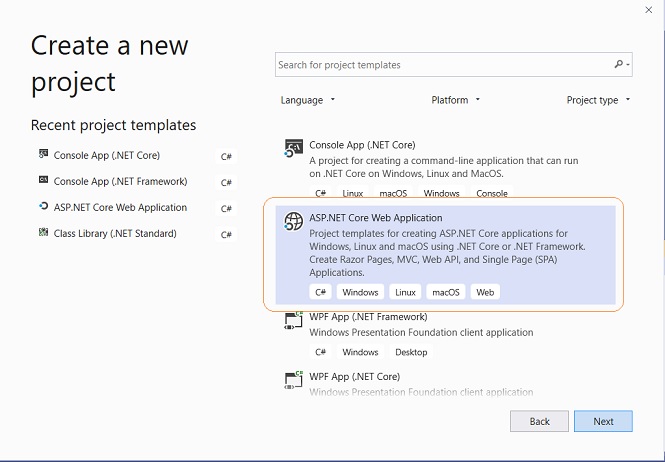 Create a new
project
Recent project templates
Console App (.NET Core) C#
Console App (.NET Framework) C#
ASP.NET Core Web Application C#
Class Library (.NET Standard) C#
Search for project templates
Language Platform Project type
Console App (.NET Core)
A project for creating a command-line application that can run
on .NET Core on Windows, Linux and MacOS.
C# Linux macOS Windows Console
ASP.NET Core Web Application
Project templates for creating ASP.NET Core applications for
Windows, Linux and macOS using .NET Core or .NET Framework.
Create Razor Pages, MVC, Web API, and Single Page (SPA)
Applications.
C# Windows Linux macOS Web
WPF App (.NET Framework)
Windows Presentation Foundation client application
C# Windows Desktop
WPF App (.NET Core)
Windows Presentation Foundation client application
Back Next